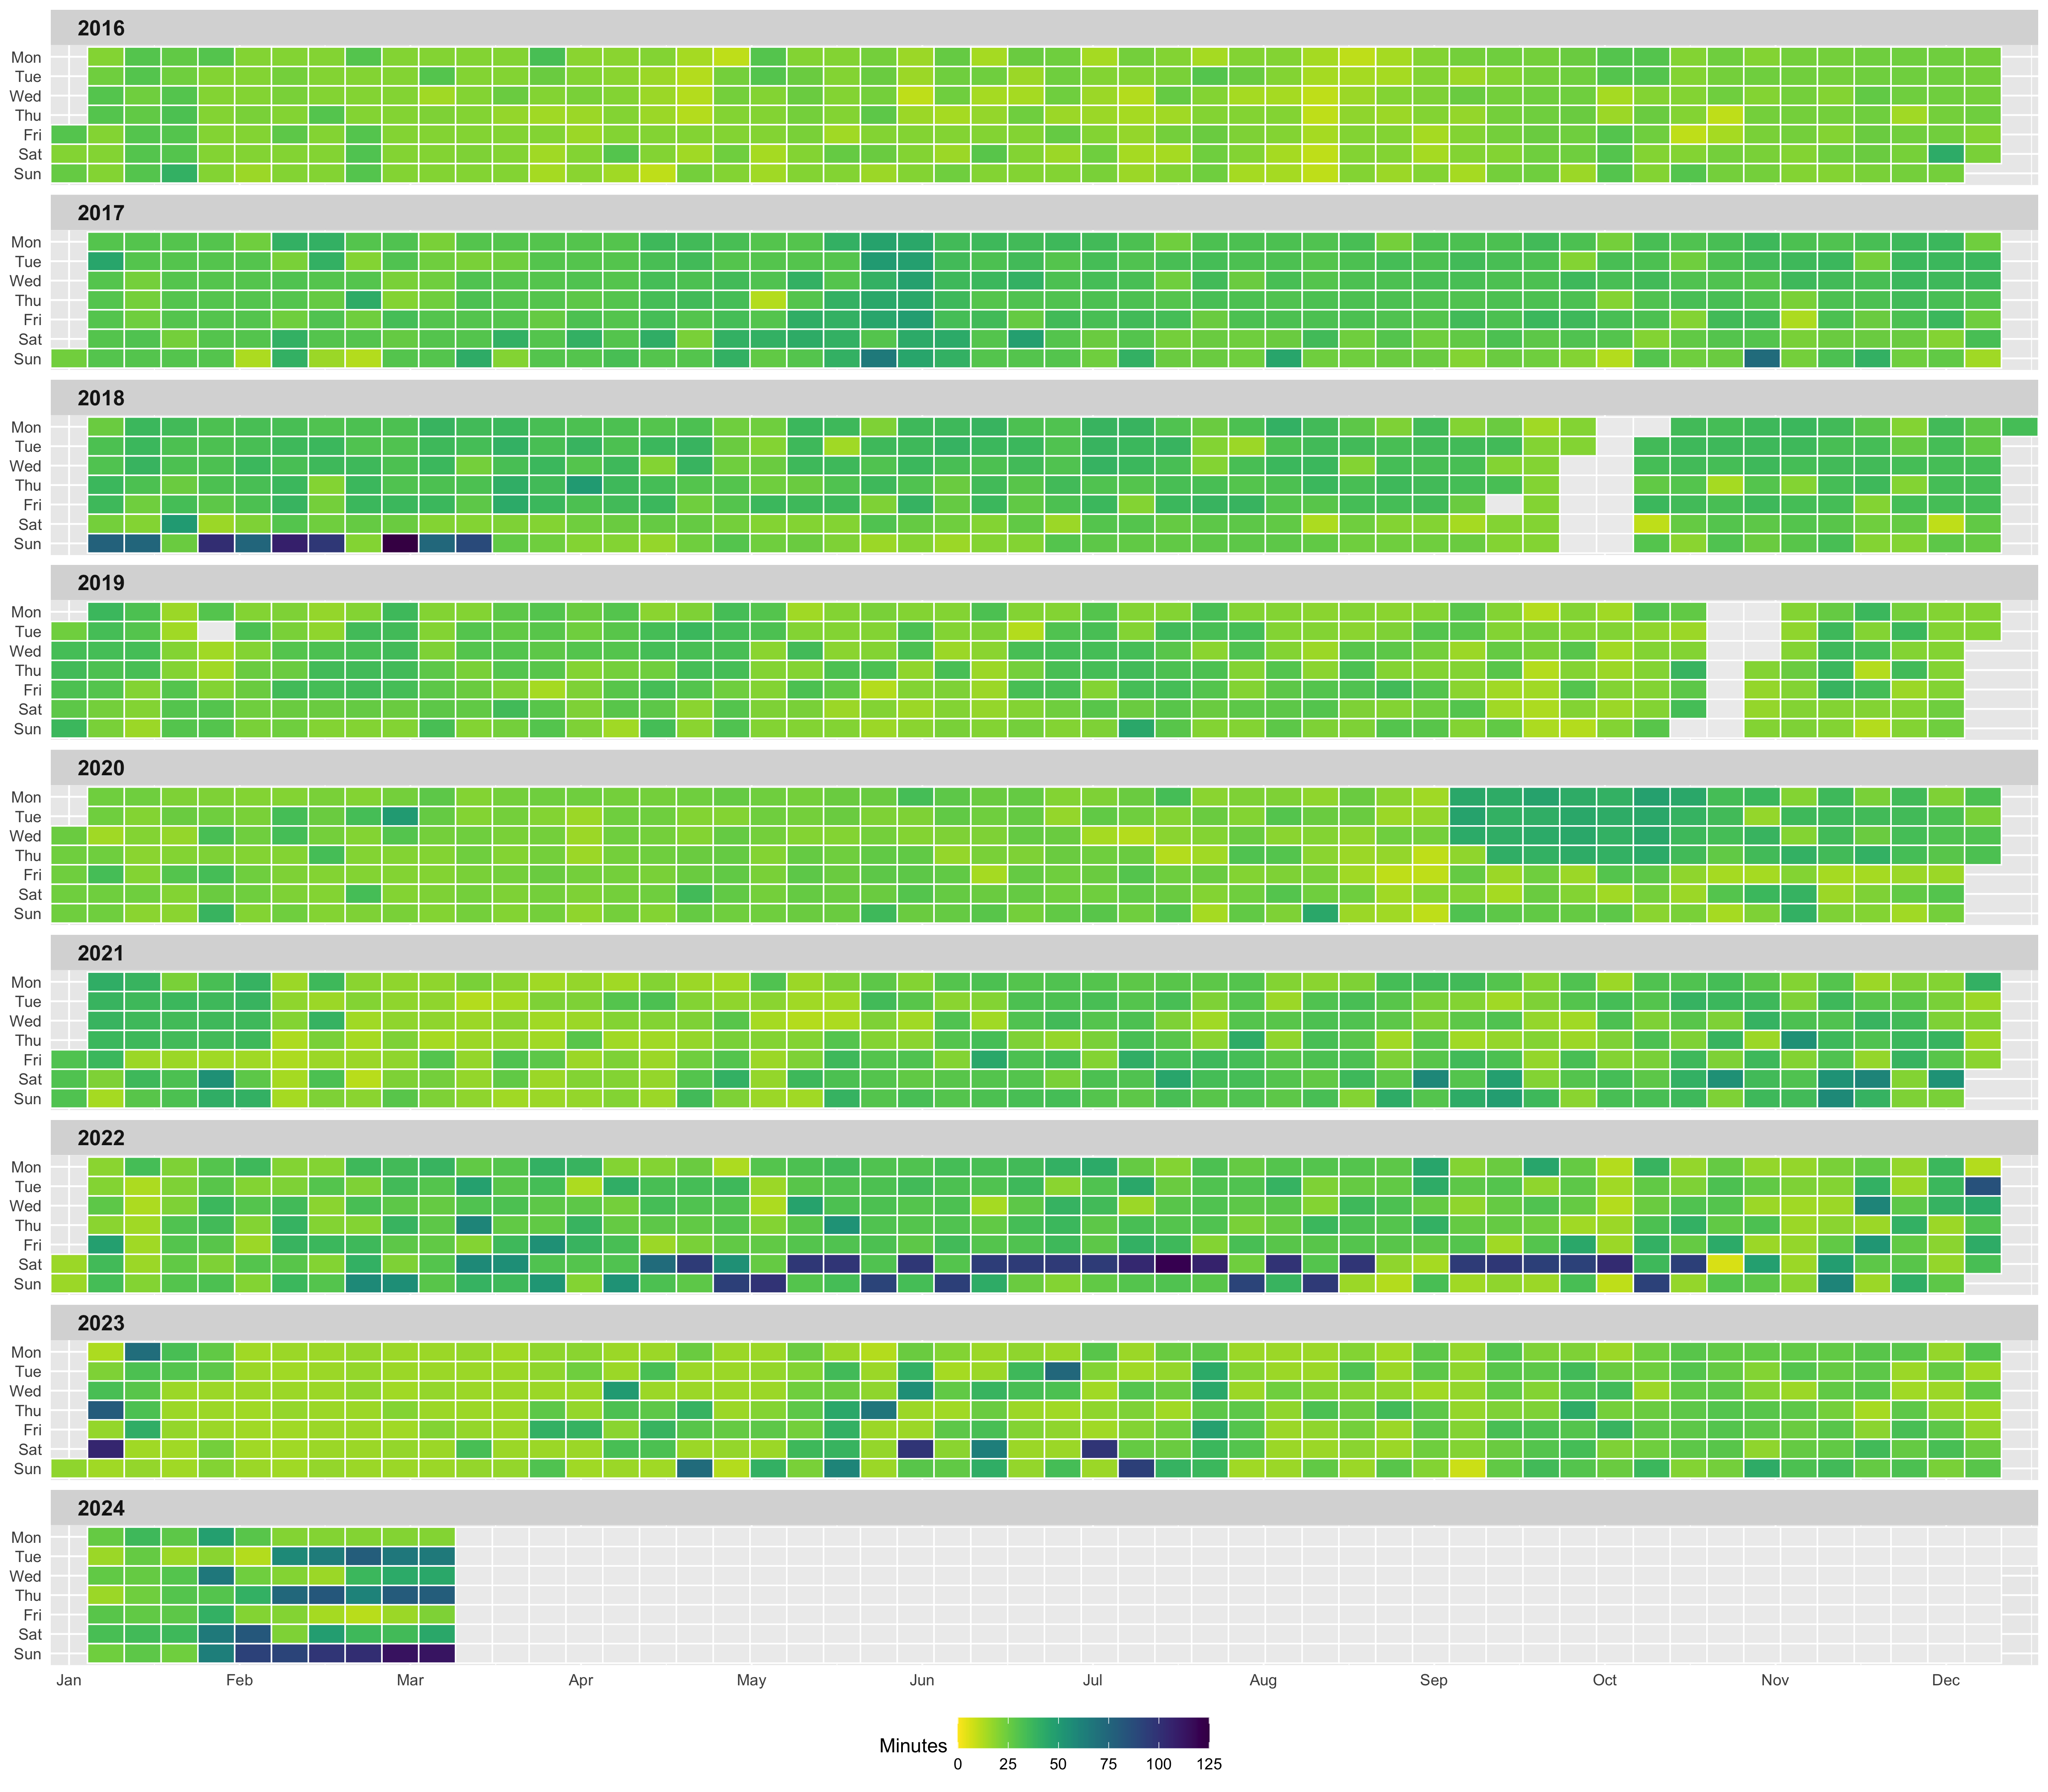 2016
Mon
Tue
Wed
Thu
Fri
Sat
Sun
2017
Mon
Tue
Wed
Thu
Fri
Sat
Sun
2018
Mon
Tue
Wed
Thu
Fri
Sat
Sun
2019
Mon
Tue
Wed
Thu
Fri
Sat
Sun
2020
Mon
Tue
Wed
Thu
Fri
Sat
Sun
2021
Mon
Tue
Wed
Thu
Fri
Sat
Sun
2022
Mon
Tue
Wed
Thu
Fri
Sat
Sun
2023
Mon
Tue
Wed
Thu
Fri
Sat
Sun
2024
Mon
Tue
Wed
Thu
Fri
Sat
Sun
Jan Feb Mar Apr May Jun Jul Aug Sep Oct Nov Dec
Minutes
0 25 50 75 100 125